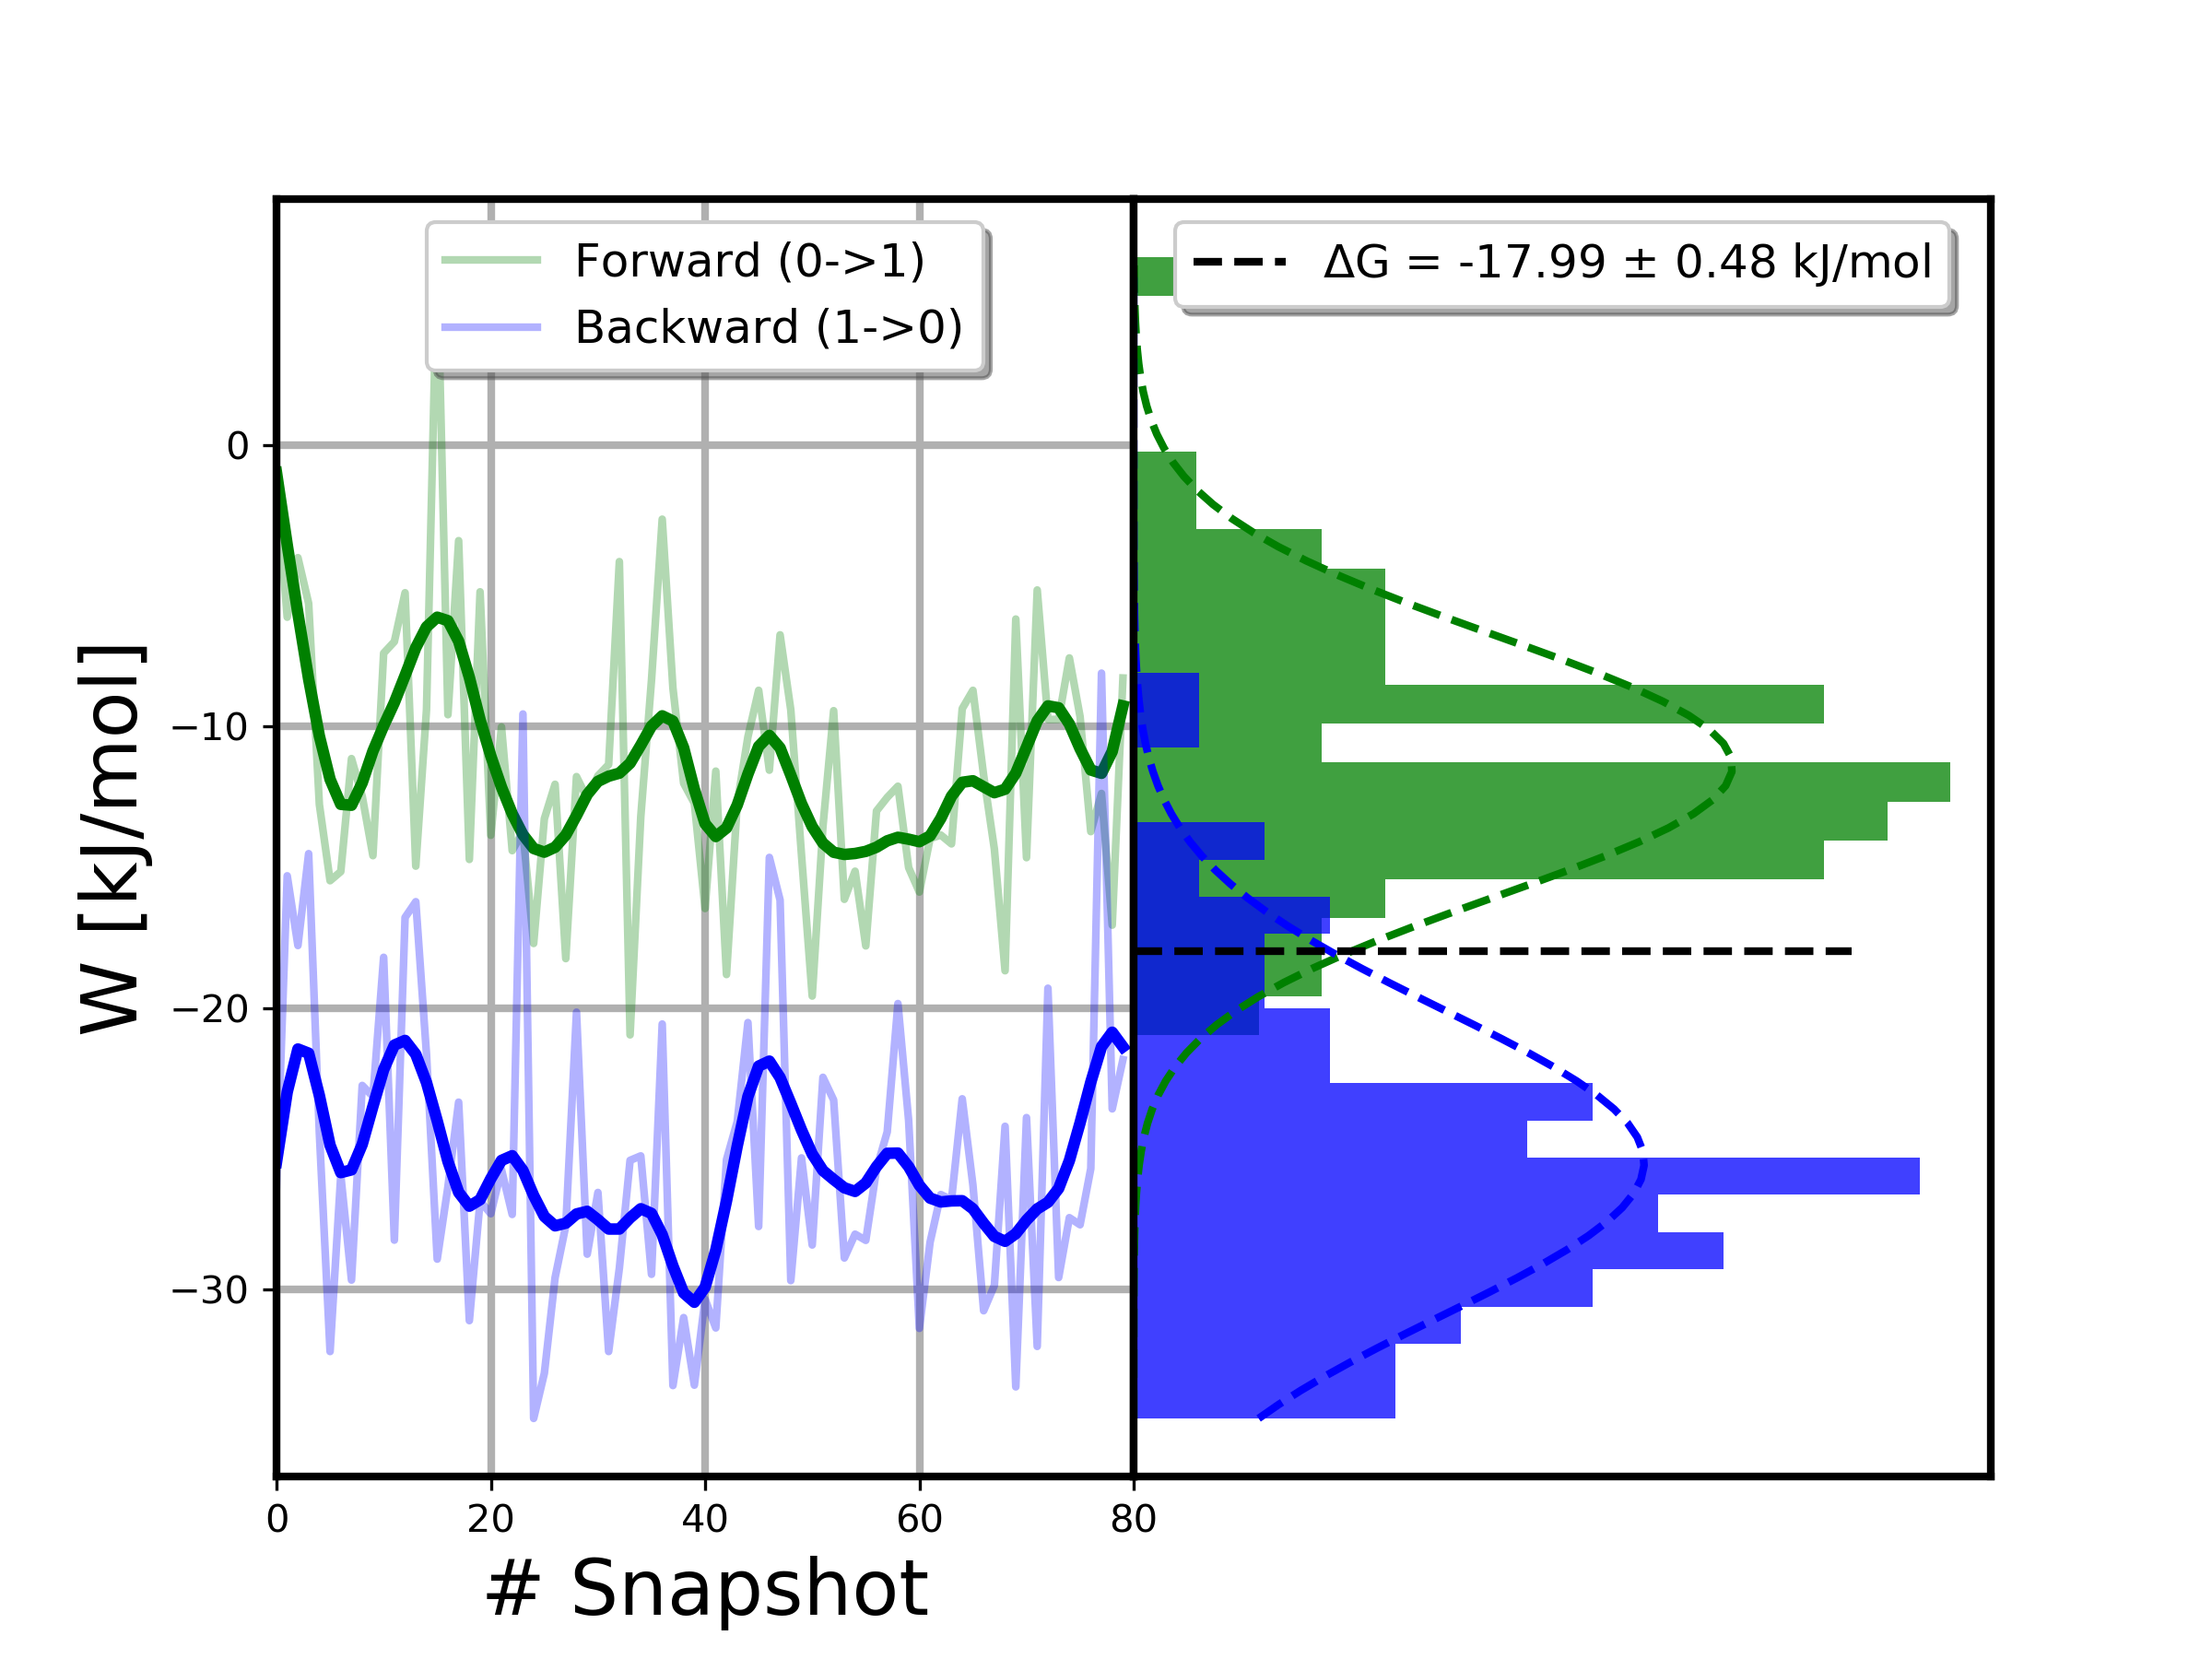 Forward (0->1)
Backward (1->0)
ΔG = -17.99 ± 0.48 kJ/mol
0
−10
−20
−30
W [kJ/mol]
0 20 40 60 80
# Snapshot